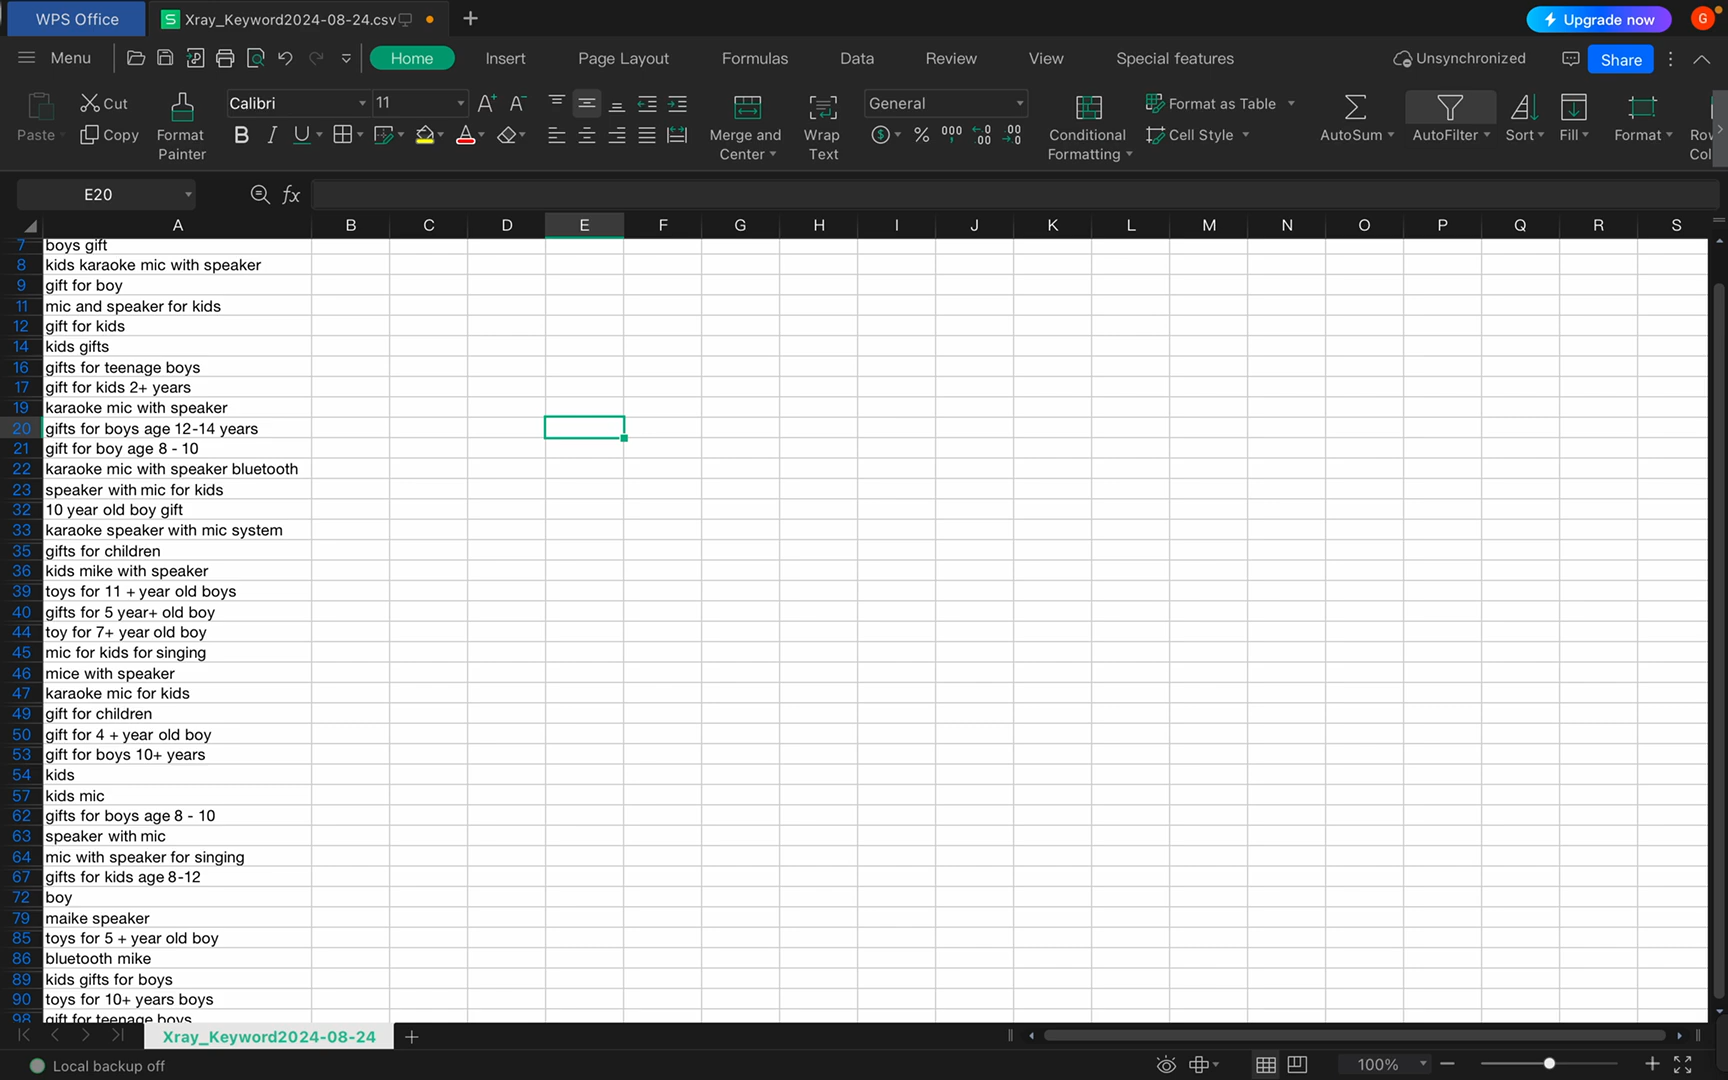 WPS Office
S Xray_Keyword2024-08-24.csv
Upgrade now
G
Menu
Home
Insert
Page Layout
Formulas
Data
Review
View
Special features
Unsynchronized
Share
Paste
Cut
Copy
Format
Painter
Calibri
11
A+ A-
B I U A
Merge and
Center
Wrap
Text
General
$ % 000 .00 .00
Conditional
Formatting
Format as Table
Cell Style
AutoSum
AutoFilter
Sort
Fill
Format
E20
fx
A B C D E F G H I J K L M N O P Q R S
7 boys gift
8 kids karaoke mic with speaker
9 gift for boy
11 mic and speaker for kids
12 gift for kids
14 kids gifts
16 gifts for teenage boys
17 gift for kids 2+ years
19 karaoke mic with speaker
20 gifts for boys age 12-14 years
21 gift for boy age 8 - 10
22 karaoke mic with speaker bluetooth
23 speaker with mic for kids
32 10 year old boy gift
33 karaoke speaker with mic system
35 gifts for children
36 kids mike with speaker
39 toys for 11 + year old boys
40 gifts for 5 year+ old boy
44 toy for 7+ year old boy
45 mic for kids for singing
46 mice with speaker
47 karaoke mic for kids
49 gift for children
50 gift for 4 + year old boy
53 gift for boys 10+ years
54 kids
57 kids mic
62 gifts for boys age 8 - 10
63 speaker with mic
64 mic with speaker for singing
67 gifts for kids age 8-12
72 boy
79 maike speaker
85 toys for 5 + year old boy
86 bluetooth mike
89 kids gifts for boys
90 toys for 10+ years boys
98 gift for teenage boys
Xray_Keyword2024-08-24
Local backup off
100%